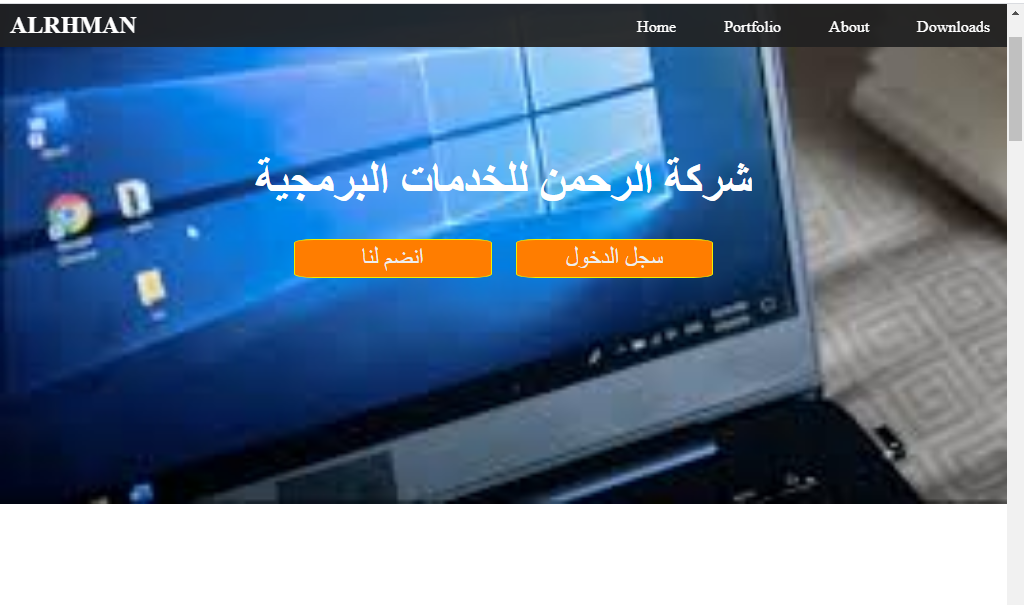 ALRHMAN
Home Portfolio About Downloads
شركة الرحمن للخدمات البرمجية
سجل الدخول
انضم لنا